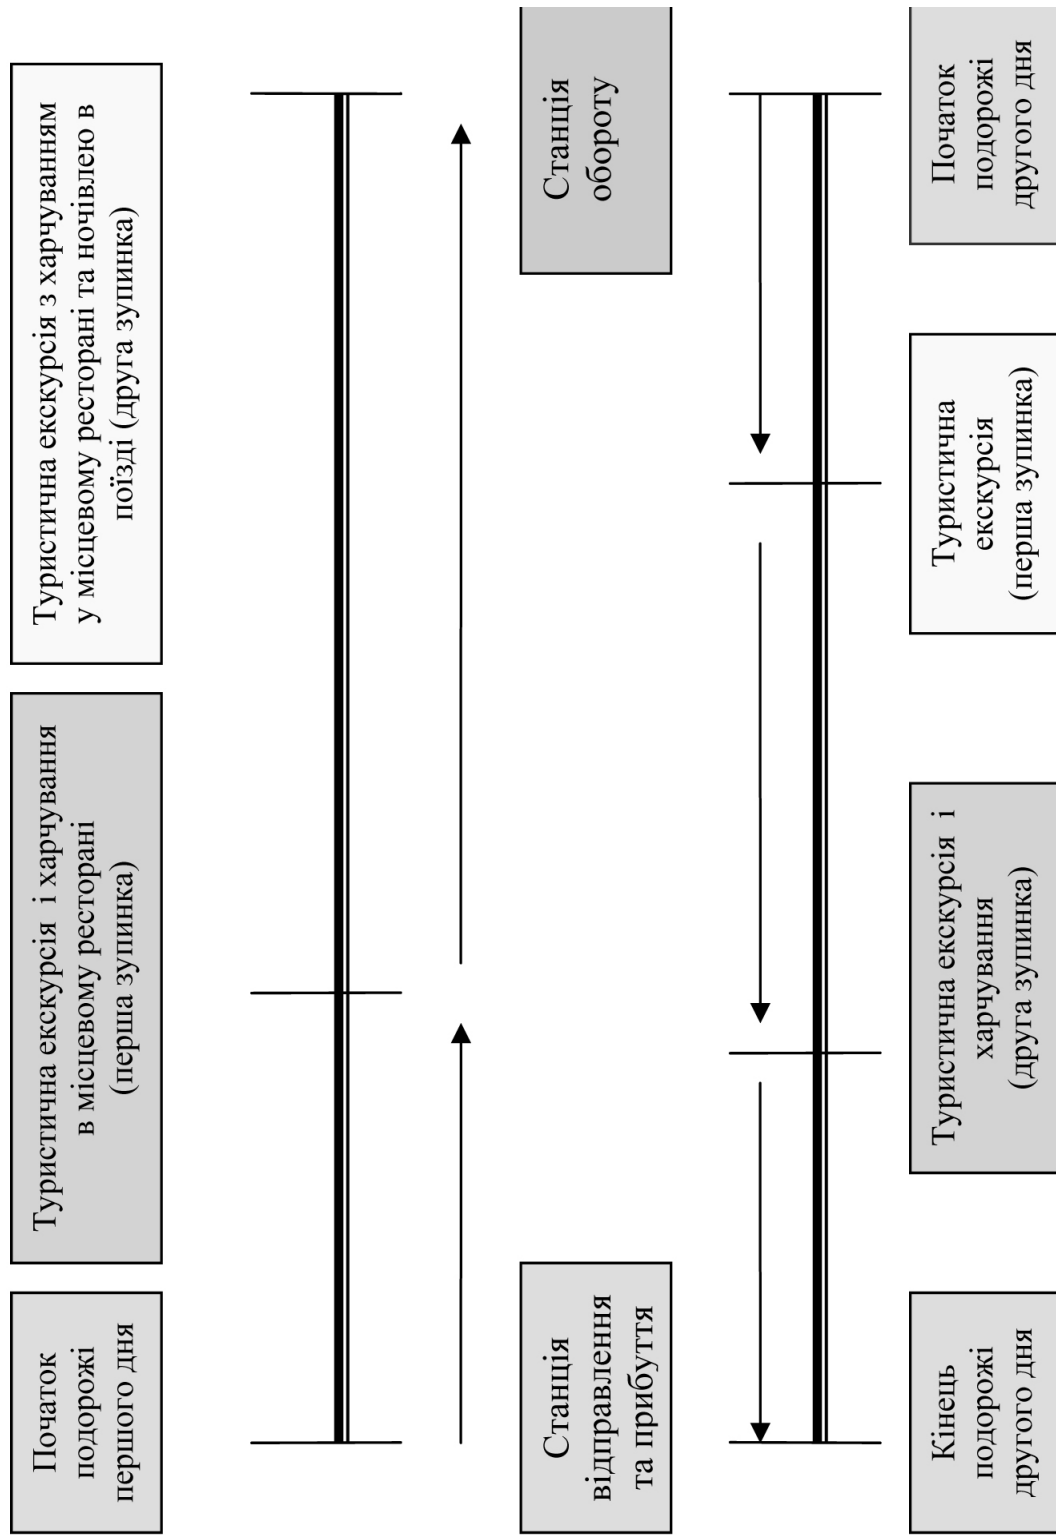 Початок
подорожі
першого дня
Туристична екскурсія і харчування
в місцевому ресторані
(перша зупинка)
Туристична екскурсія з харчуванням
у місцевому ресторані та ночівлею в
поїзді (друга зупинка)
Станція
відправлення
та прибуття
Станція
обороту
Кінець
подорожі
другого дня
Туристична екскурсія і
харчування
(друга зупинка)
Туристична
екскурсія
(перша зупинка)
Початок
подорожі
другого дня